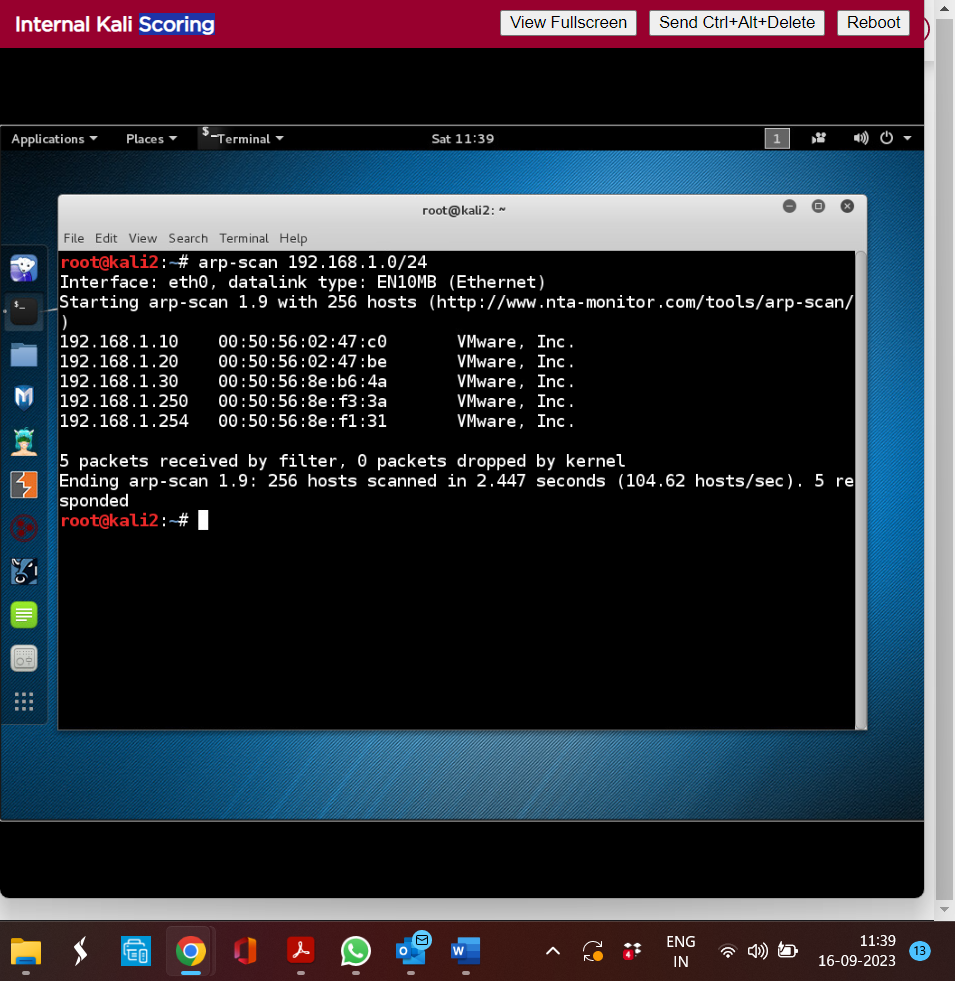 Internal Kali Scoring
View Fullscreen
Send Ctrl+Alt+Delete
Reboot
Applications
Places
Terminal
Sat 11:39
1
root@kali2: ~
File Edit View Search Terminal Help
root@kali2:~# arp-scan 192.168.1.0/24
Interface: eth0, datalink type: EN10MB (Ethernet)
Starting arp-scan 1.9 with 256 hosts (http://www.nta-monitor.com/tools/arp-scan/
)
192.168.1.10 00:50:56:02:47:c0 VMware, Inc.
192.168.1.20 00:50:56:02:47:be VMware, Inc.
192.168.1.30 00:50:56:8e:b6:4a VMware, Inc.
192.168.1.250 00:50:56:8e:f3:3a VMware, Inc.
192.168.1.254 00:50:56:8e:f1:31 VMware, Inc.
5 packets received by filter, 0 packets dropped by kernel
Ending arp-scan 1.9: 256 hosts scanned in 2.447 seconds (104.62 hosts/sec). 5 re
sponded
root@kali2:~#
ENG
IN
11:39
16-09-2023
13